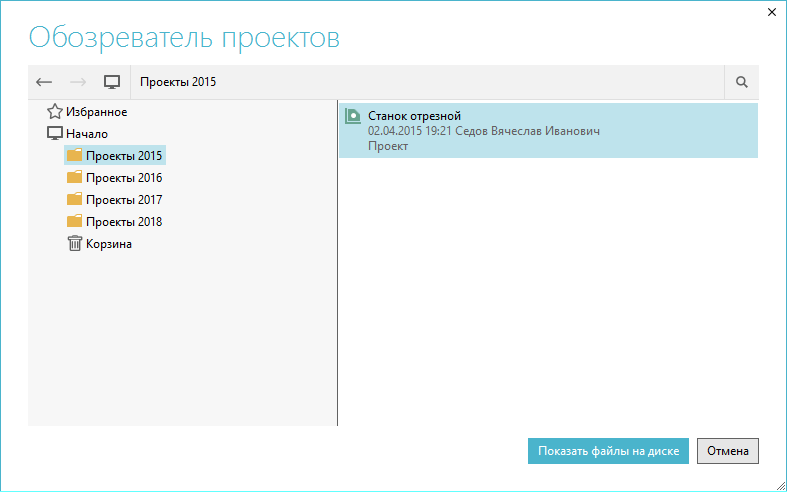 Обозреватель проектов
Проекты 2015
Избранное
Начало
Проекты 2015
Проекты 2016
Проекты 2017
Проекты 2018
Корзина
Станок отрезной
02.04.2015 19:21 Седов Вячеслав Иванович
Проект
Показать файлы на диске
Отмена